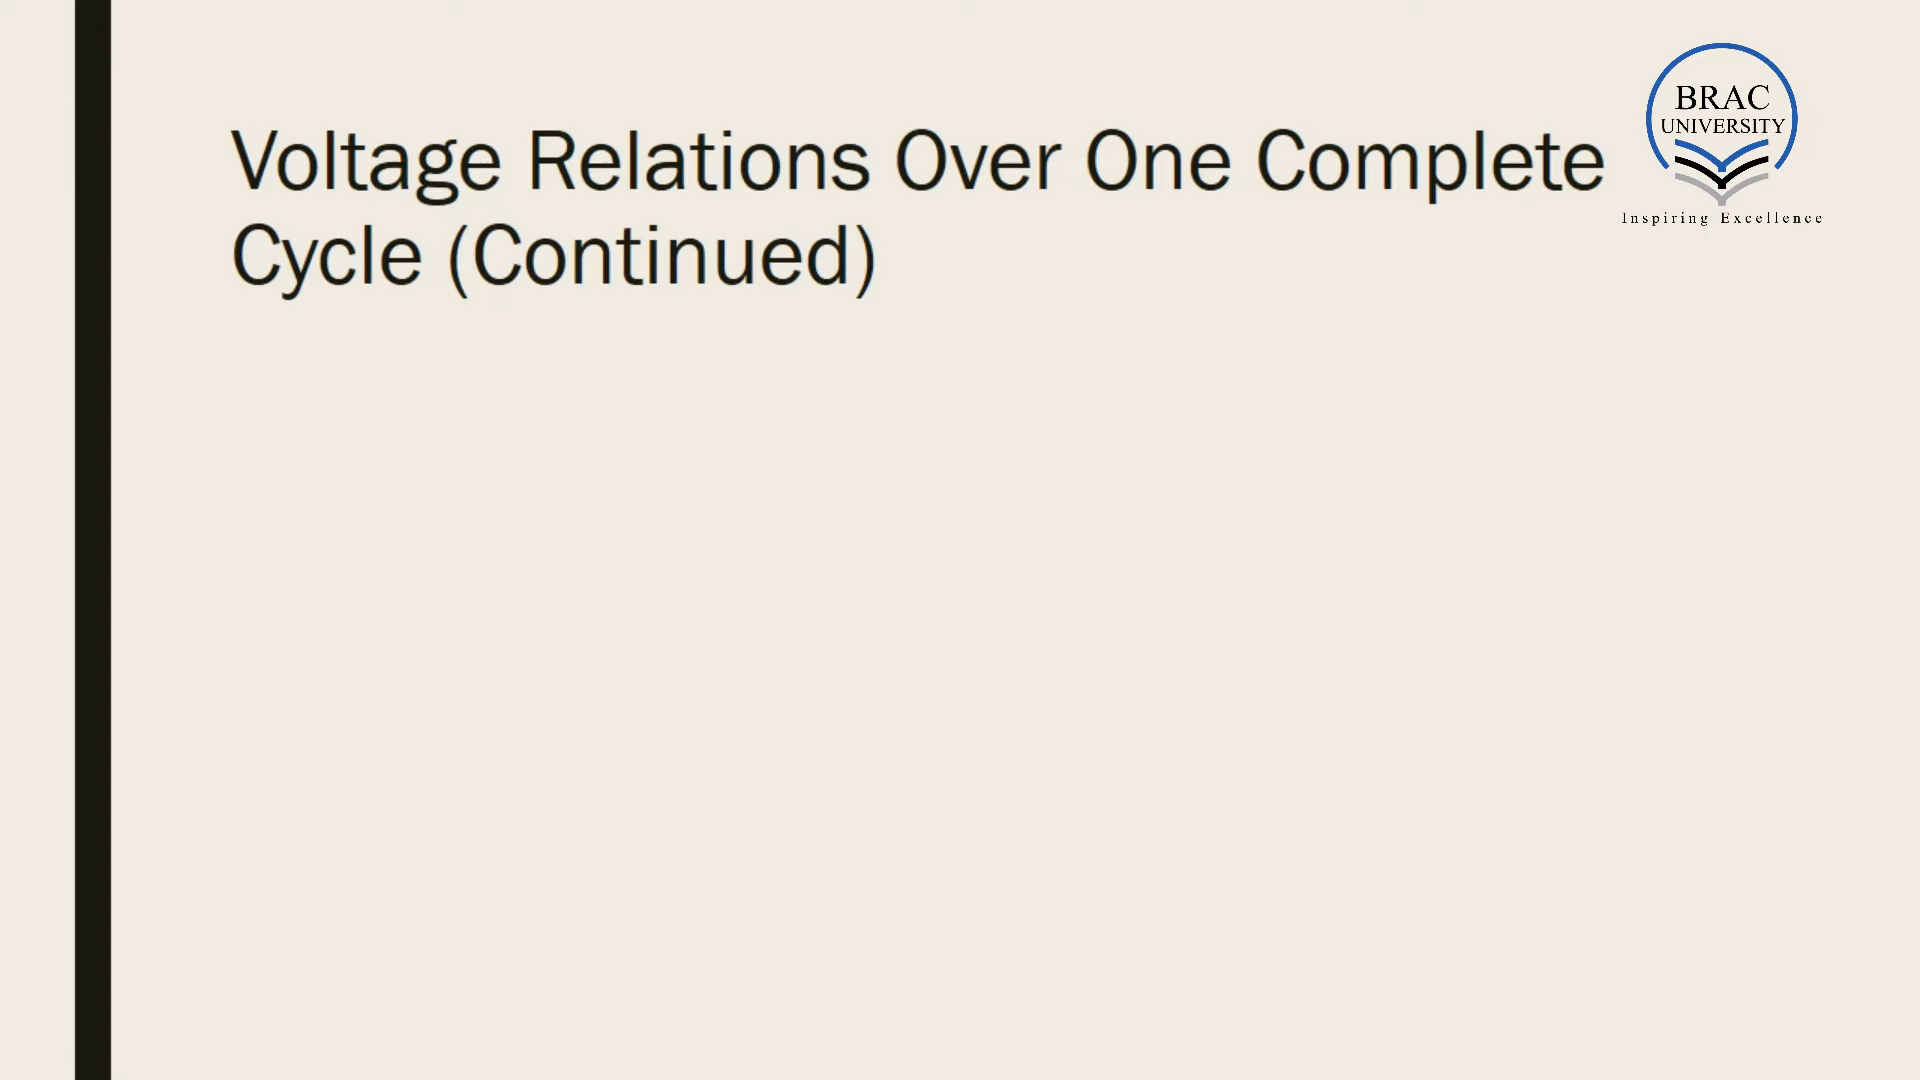 Voltage Relations Over One Complete
Cycle (Continued)
BRAC
UNIVERSITY
Inspiring Excellence